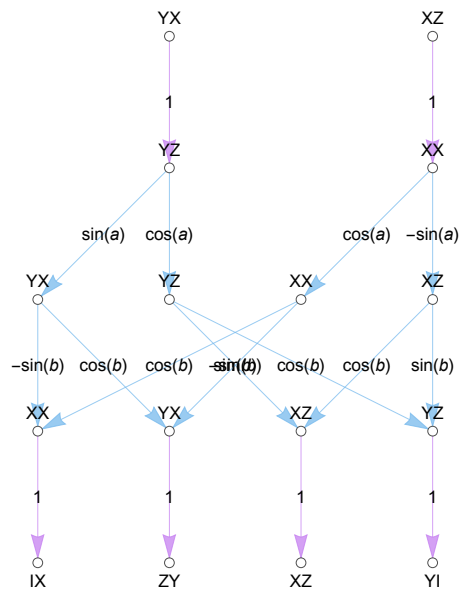 YX XZ
1 1
YZ XX
sin(a) cos(a) cos(a) −sin(a)
YX YZ XX XZ
−sin(b) cos(b) cos(b) cos(b) cos(b) sin(b)
XX YX XZ YZ
1 1 1 1
IX ZY XZ YI